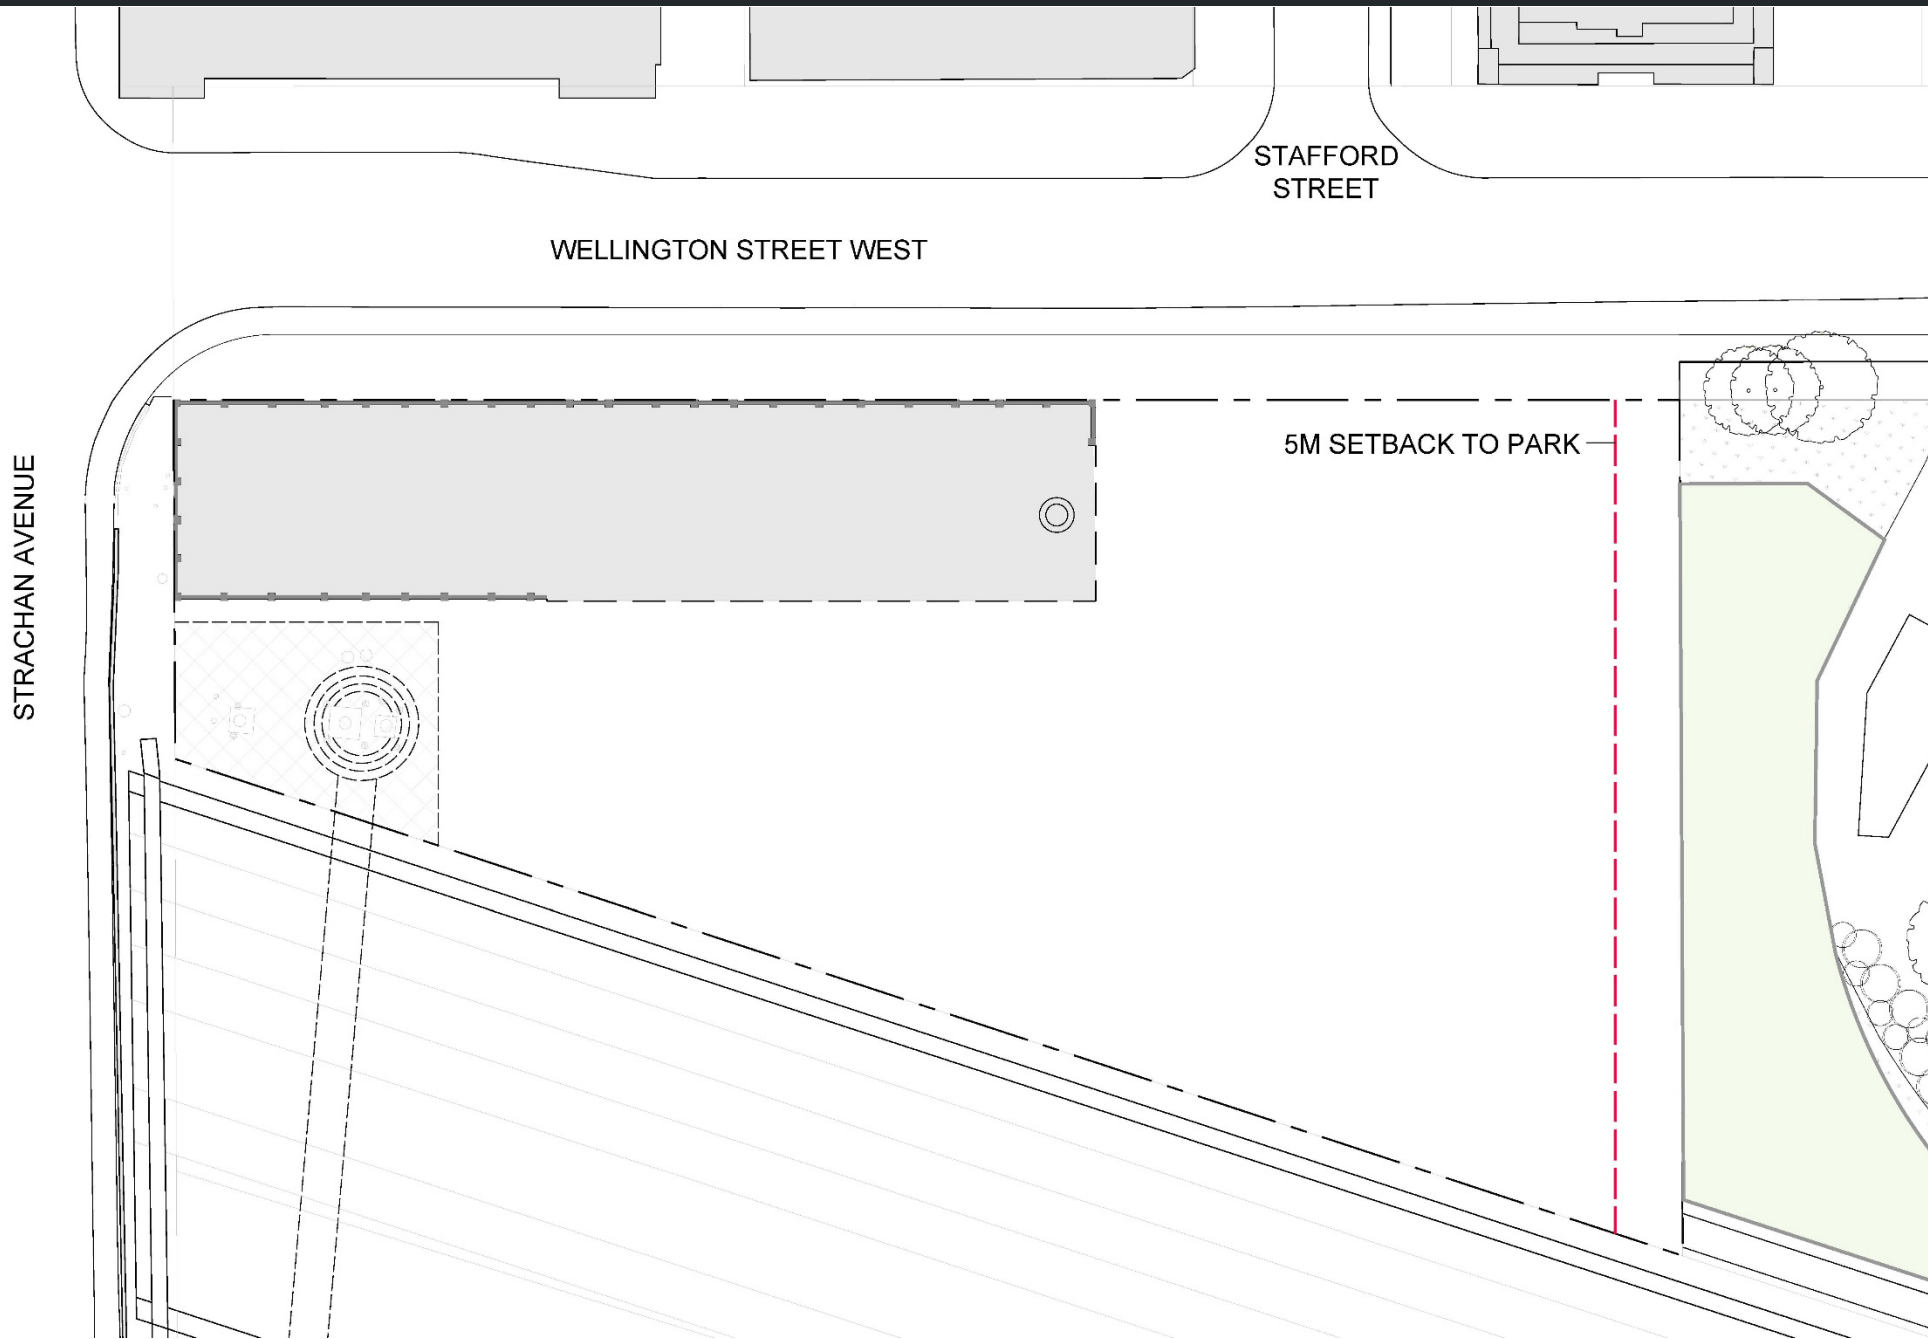 STAFFORD
STREET
WELLINGTON STREET WEST
5M SETBACK TO PARK
STRACHAN AVENUE